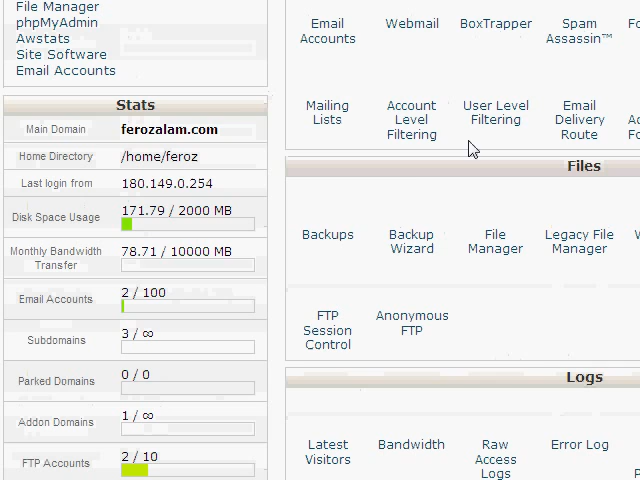 File Manager
phpMyAdmin
Awstats
Site Software
Email Accounts
Stats
Main Domain ferozalam.com
Home Directory /home/feroz
Last login from 180.149.0.254
Disk Space Usage 171.79 / 2000 MB
Monthly Bandwidth Transfer 78.71 / 10000 MB
Email Accounts 2 / 100
Subdomains 3 / ∞
Parked Domains 0 / 0
Addon Domains 1 / ∞
FTP Accounts 2 / 10
Email Accounts
Webmail
BoxTrapper
Spam Assassin™
Mailing Lists
Account Level Filtering
User Level Filtering
Email Delivery Route
Files
Backups
Backup Wizard
File Manager
Legacy File Manager
FTP Session Control
Anonymous FTP
Logs
Latest Visitors
Bandwidth
Raw Access Logs
Error Log